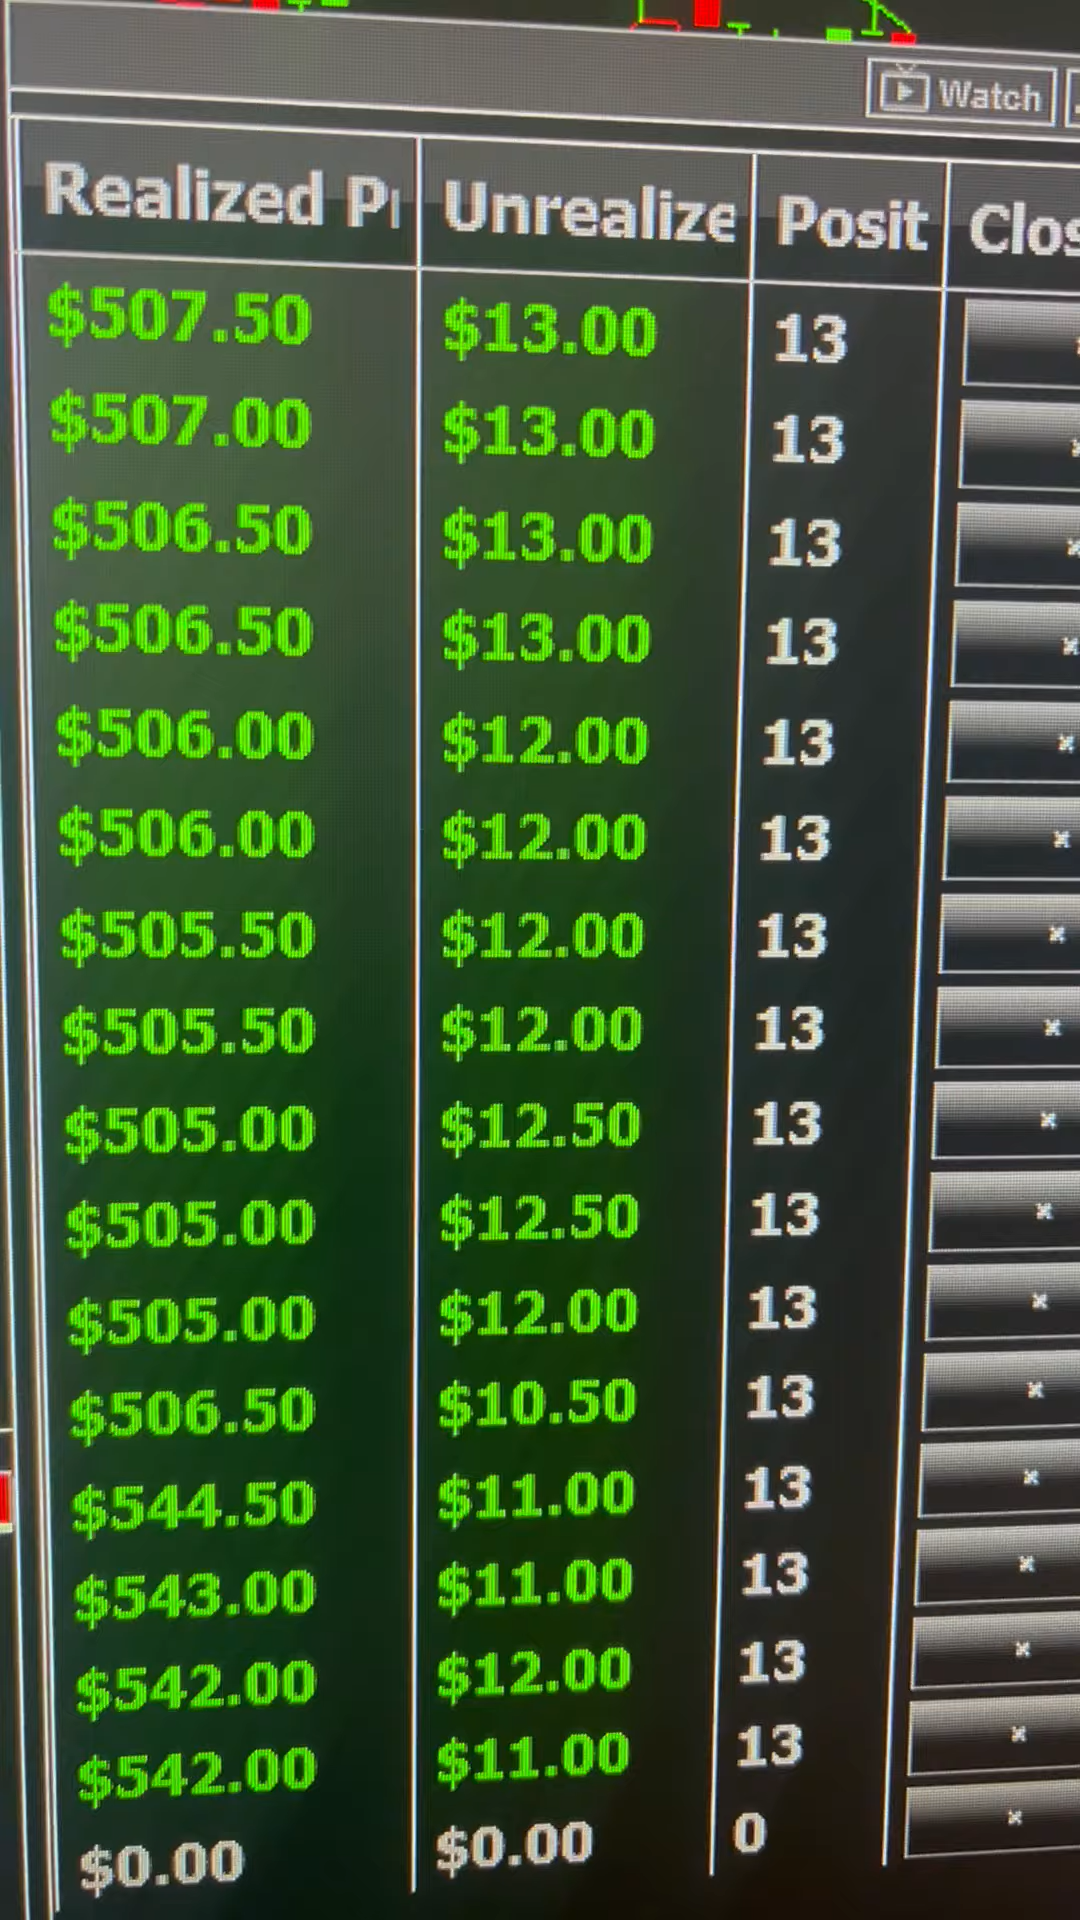 Watch
Realized P Unrealize Posit Clos
$507.50 $13.00 13
$507.00 $13.00 13
$506.50 $13.00 13
$506.50 $13.00 13
$506.00 $12.00 13
$506.00 $12.00 13
$505.50 $12.00 13
$505.50 $12.00 13
$505.00 $12.50 13
$505.00 $12.50 13
$505.00 $12.00 13
$506.50 $10.50 13
$544.50 $11.00 13
$543.00 $11.00 13
$542.00 $12.00 13
$542.00 $11.00 13
$0.00 $0.00 0